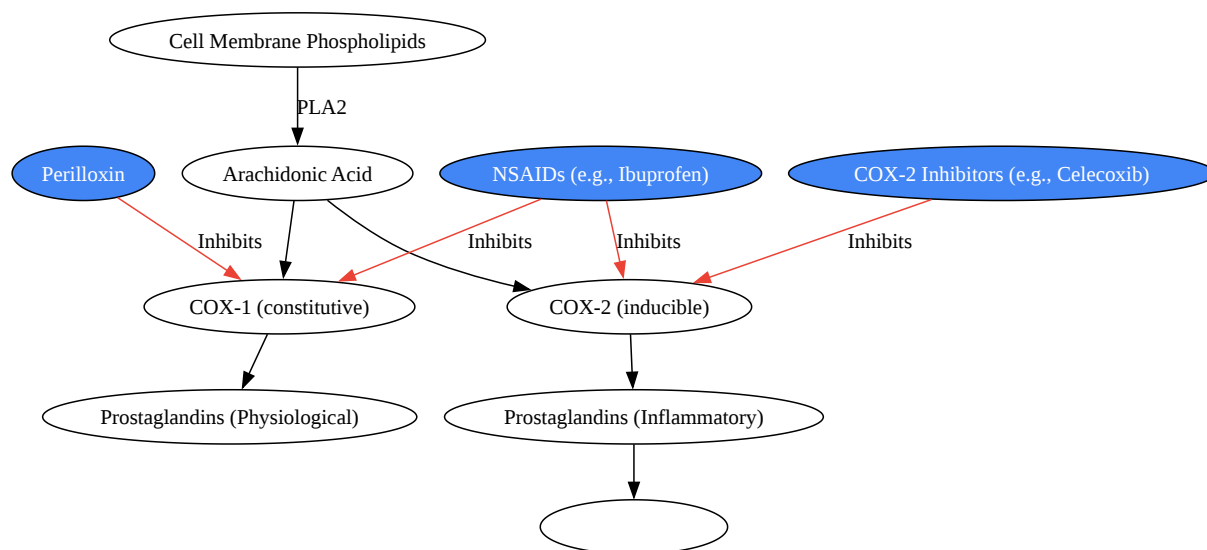 Cell Membrane Phospholipids
PLA2
Perilloxin
Arachidonic Acid
NSAIDs (e.g., Ibuprofen)
COX-2 Inhibitors (e.g., Celecoxib)
Inhibits
Inhibits
Inhibits
Inhibits
COX-1 (constitutive)
COX-2 (inducible)
Prostaglandins (Physiological)
Prostaglandins (Inflammatory)